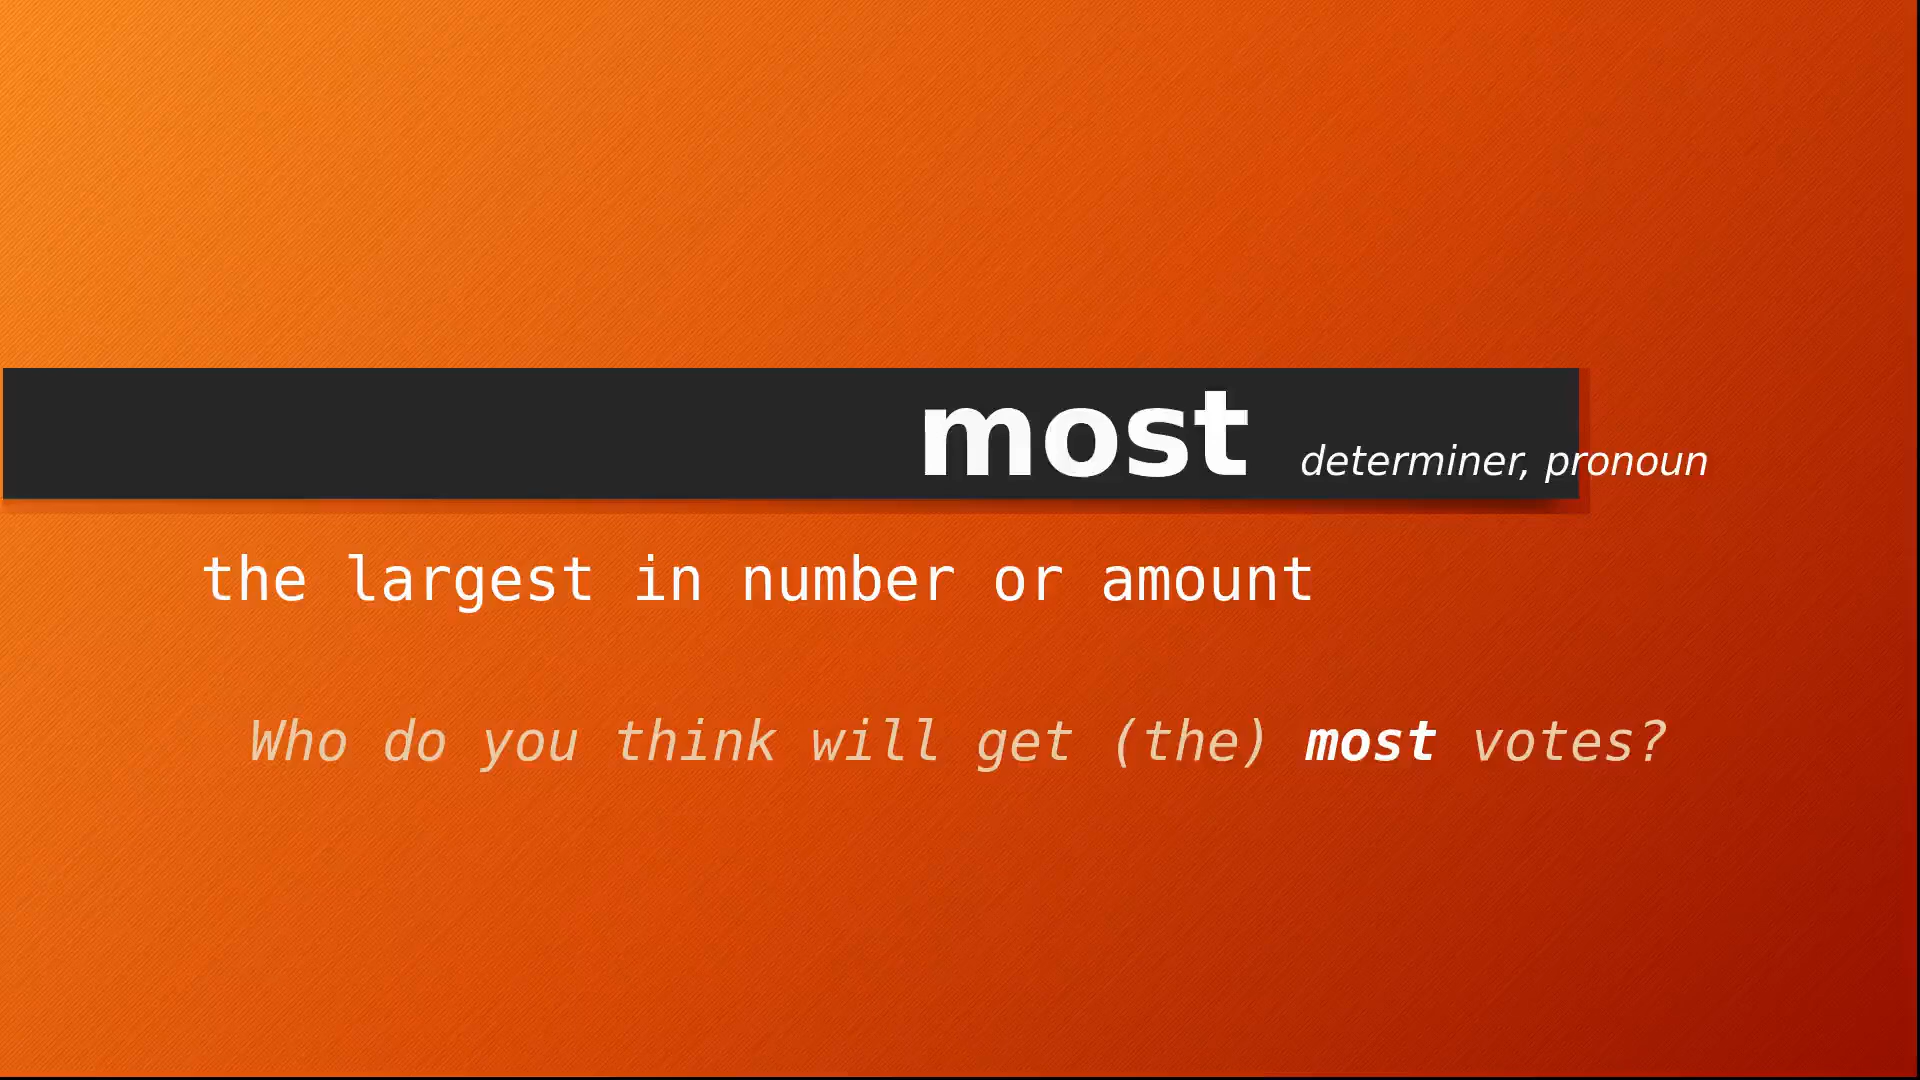 most determiner, pronoun
the largest in number or amount
Who do you think will get (the) most votes?